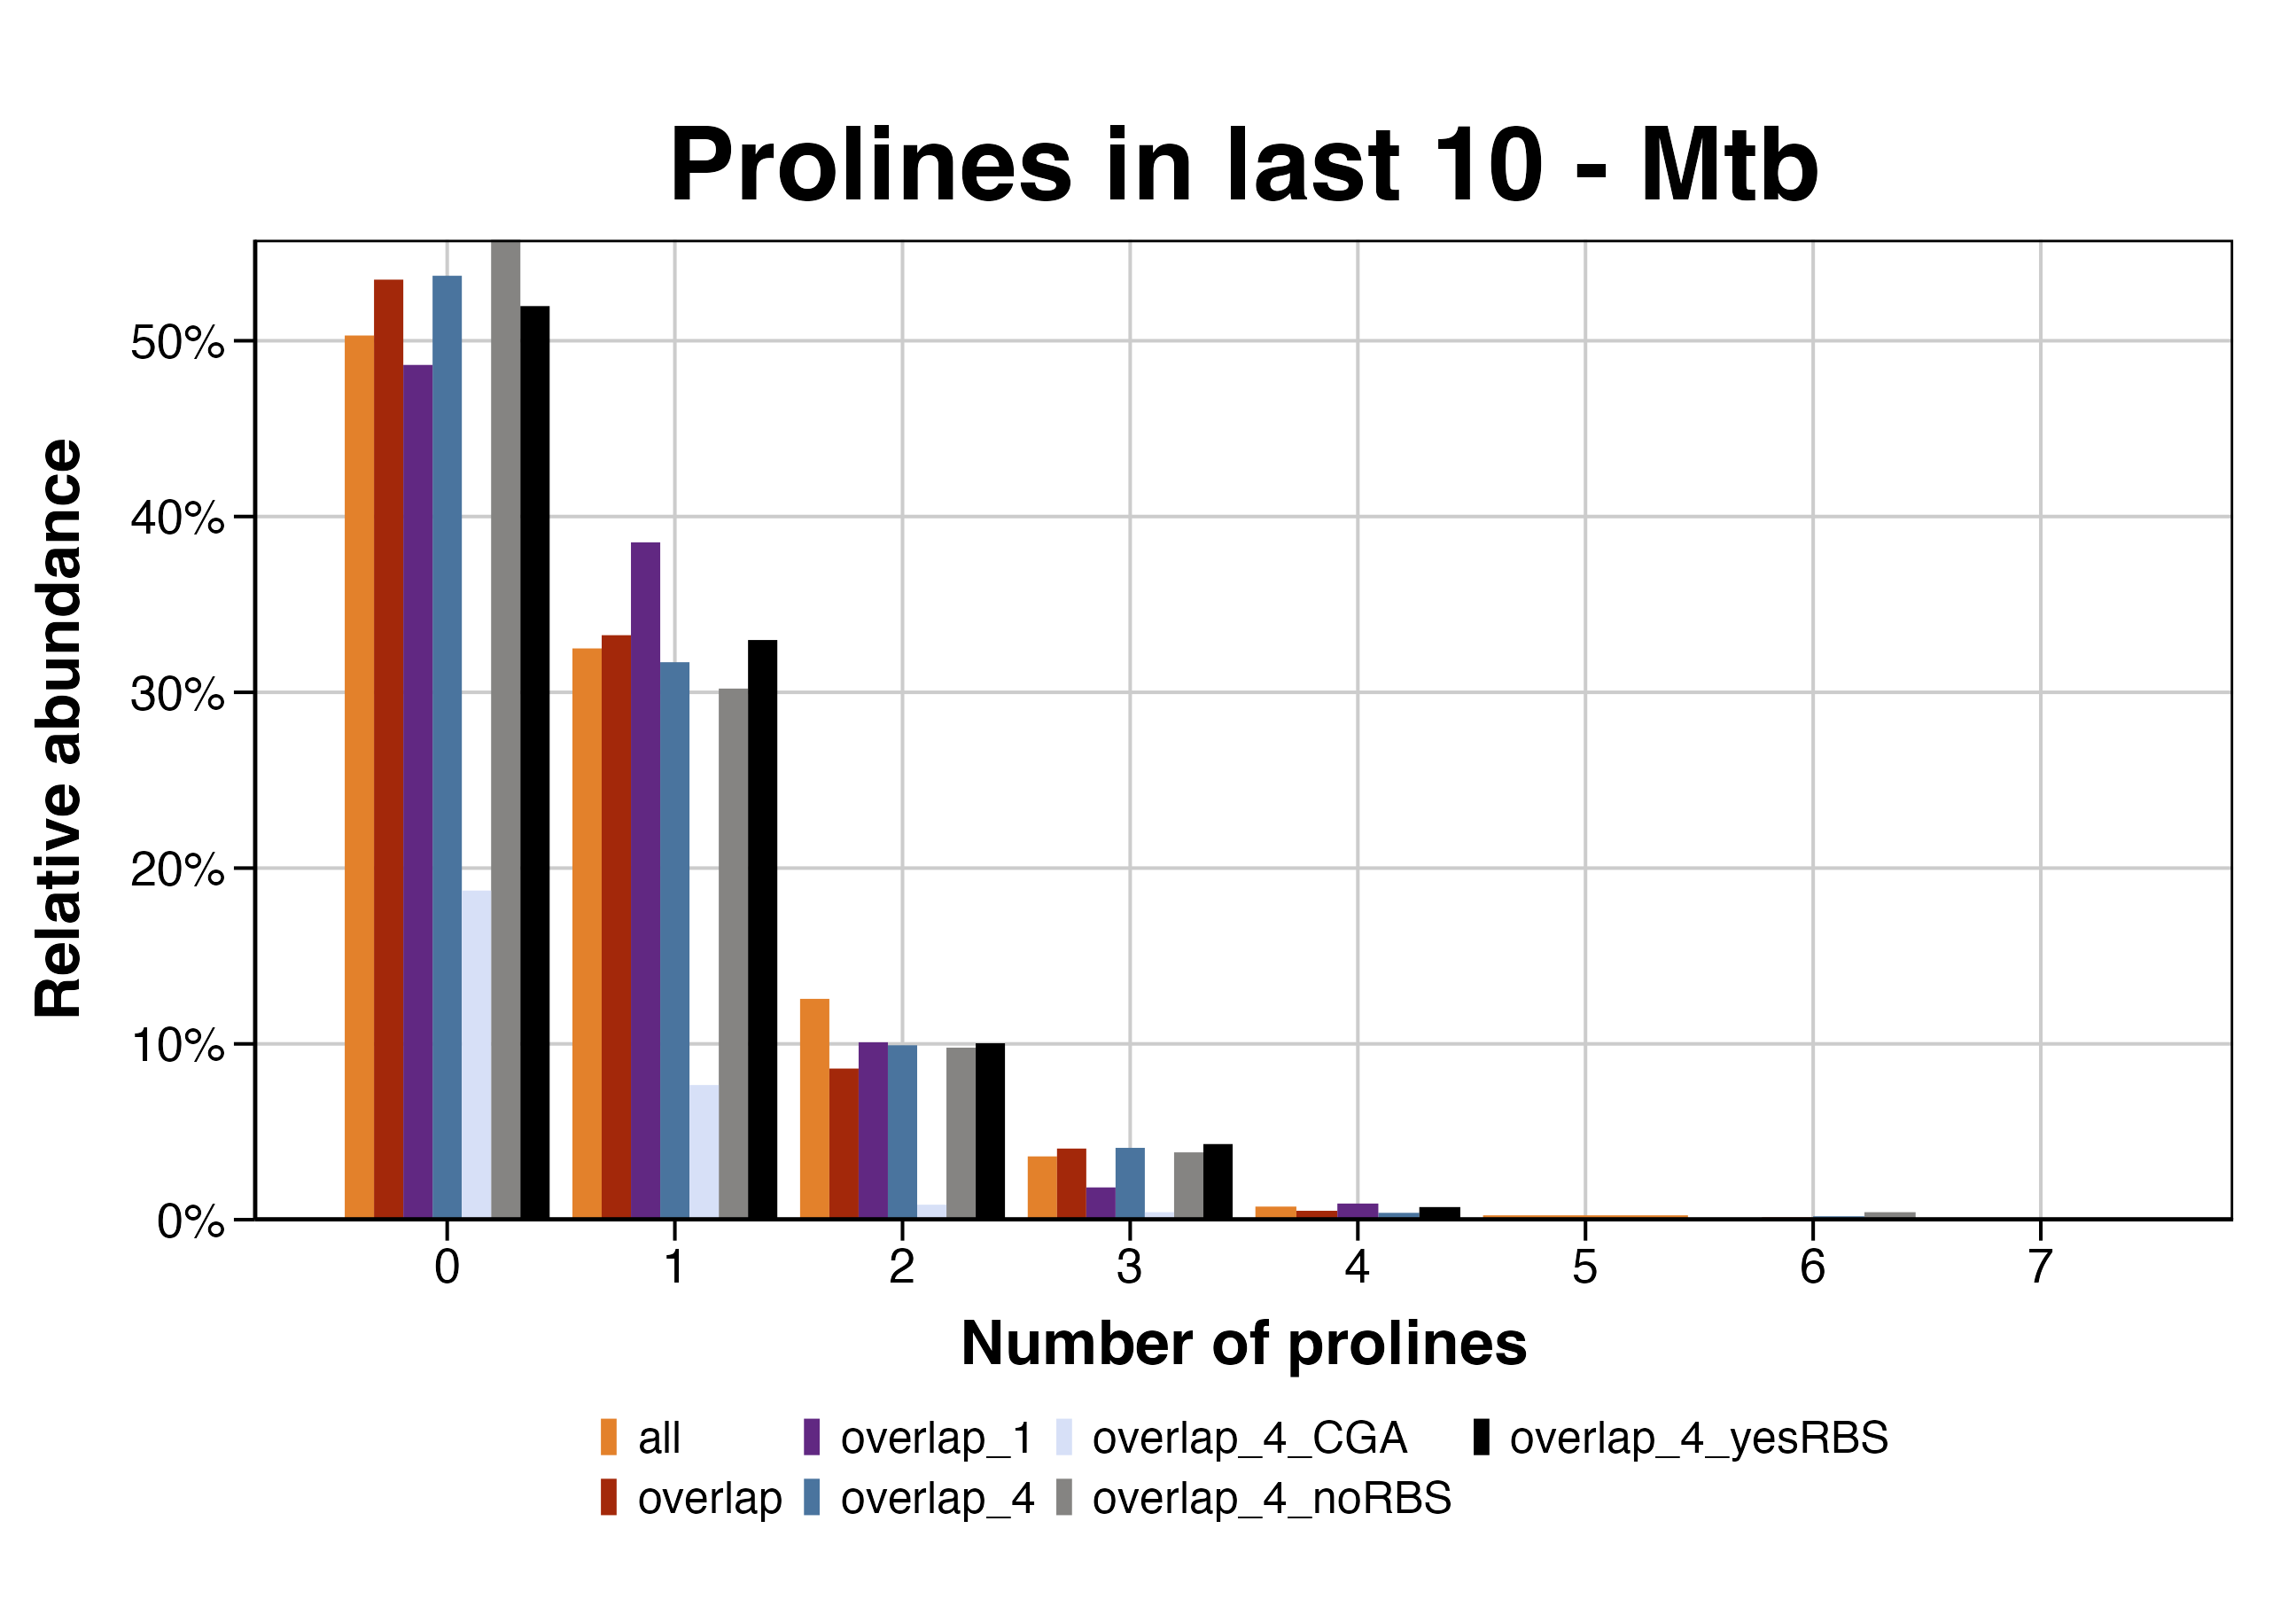 Prolines in last 10 - Mtb
Relative abundance
50%
40%
30%
20%
10%
0%
0 1 2 3 4 5 6 7
Number of prolines
all overlap_1 overlap_4_CGA overlap_4_yesRBS
overlap overlap_4 overlap_4_noRBS